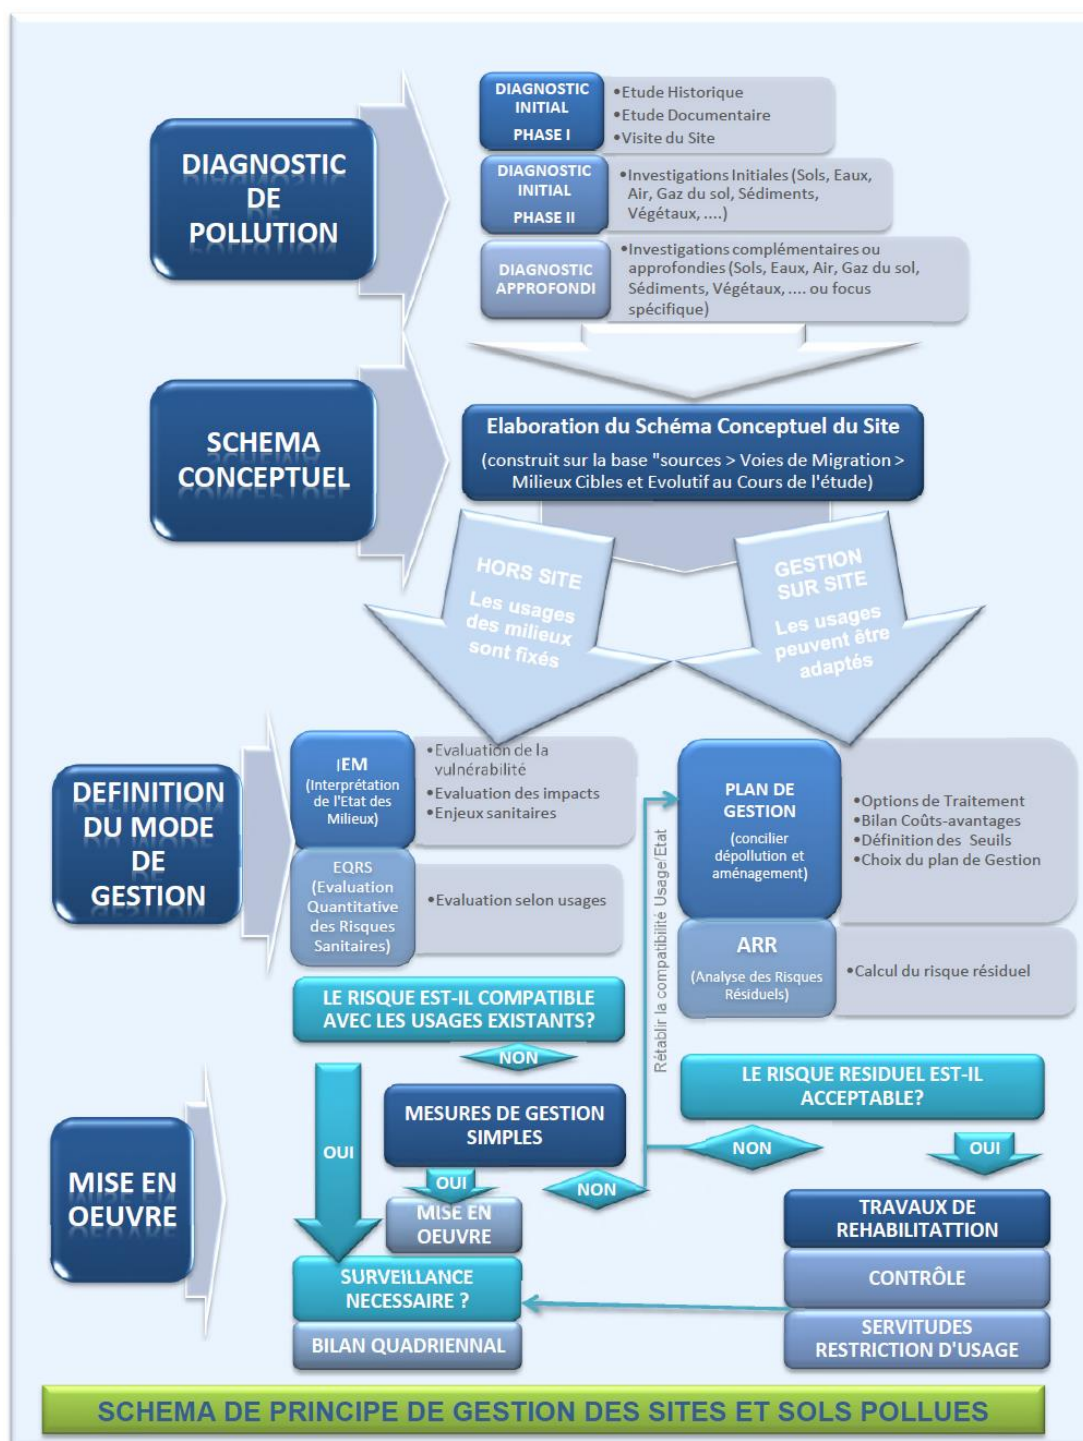 DIAGNOSTIC
DE
POLLUTION
DIAGNOSTIC
INITIAL
PHASE I
•Etude Historique
•Etude Documentaire
•Visite du Site
DIAGNOSTIC
INITIAL
PHASE II
•Investigations Initiales (Sols, Eaux,
Air, Gaz du sol, Sédiments,
Végétaux, ....)
DIAGNOSTIC
APPROFONDI
•Investigations complémentaires ou
approfondies (Sols, Eaux, Air, Gaz du sol,
Sédiments, Végétaux, .... ou focus
spécifique)
SCHEMA
CONCEPTUEL
Elaboration du Schéma Conceptuel du Site
(construit sur la base "sources > Voies de Migration >
Milieux Cibles et Evolutif au Cours de l'étude)
HORS SITE
Les usages
des milieux
sont fixés
GESTION
SUR SITE
Les usages
peuvent être
adaptés
DEFINITION
DU MODE
DE
GESTION
IEM
(Interprétation
de l'Etat des
Milieux)
•Evaluation de la
vulnérabilité
•Evaluation des impacts
•Enjeux sanitaires
EQRS
(Evaluation
Quantitative
des Risques
Sanitaires)
•Evaluation selon usages
Rétablir la compatibilité Usage/Etat
PLAN DE
GESTION
(concilier
dépollution et
aménagement)
•Options de Traitement
•Bilan Coûts-avantages
•Définition des Seuils
•Choix du plan de Gestion
ARR
(Analyse des Risques
Résiduels)
•Calcul du risque résiduel
LE RISQUE EST-IL COMPATIBLE
AVEC LES USAGES EXISTANTS?
NON
LE RISQUE RESIDUEL EST-IL
ACCEPTABLE?
MISE EN
OEUVRE
OUI
MESURES DE GESTION
SIMPLES
OUI
NON
NON
OUI
MISE EN
OEUVRE
TRAVAUX DE
REHABILITATTION
CONTRÔLE
SERVITUDES
RESTRICTION D'USAGE
SURVEILLANCE
NECESSAIRE ?
BILAN QUADRIENNAL
SCHEMA DE PRINCIPE DE GESTION DES SITES ET SOLS POLLUES